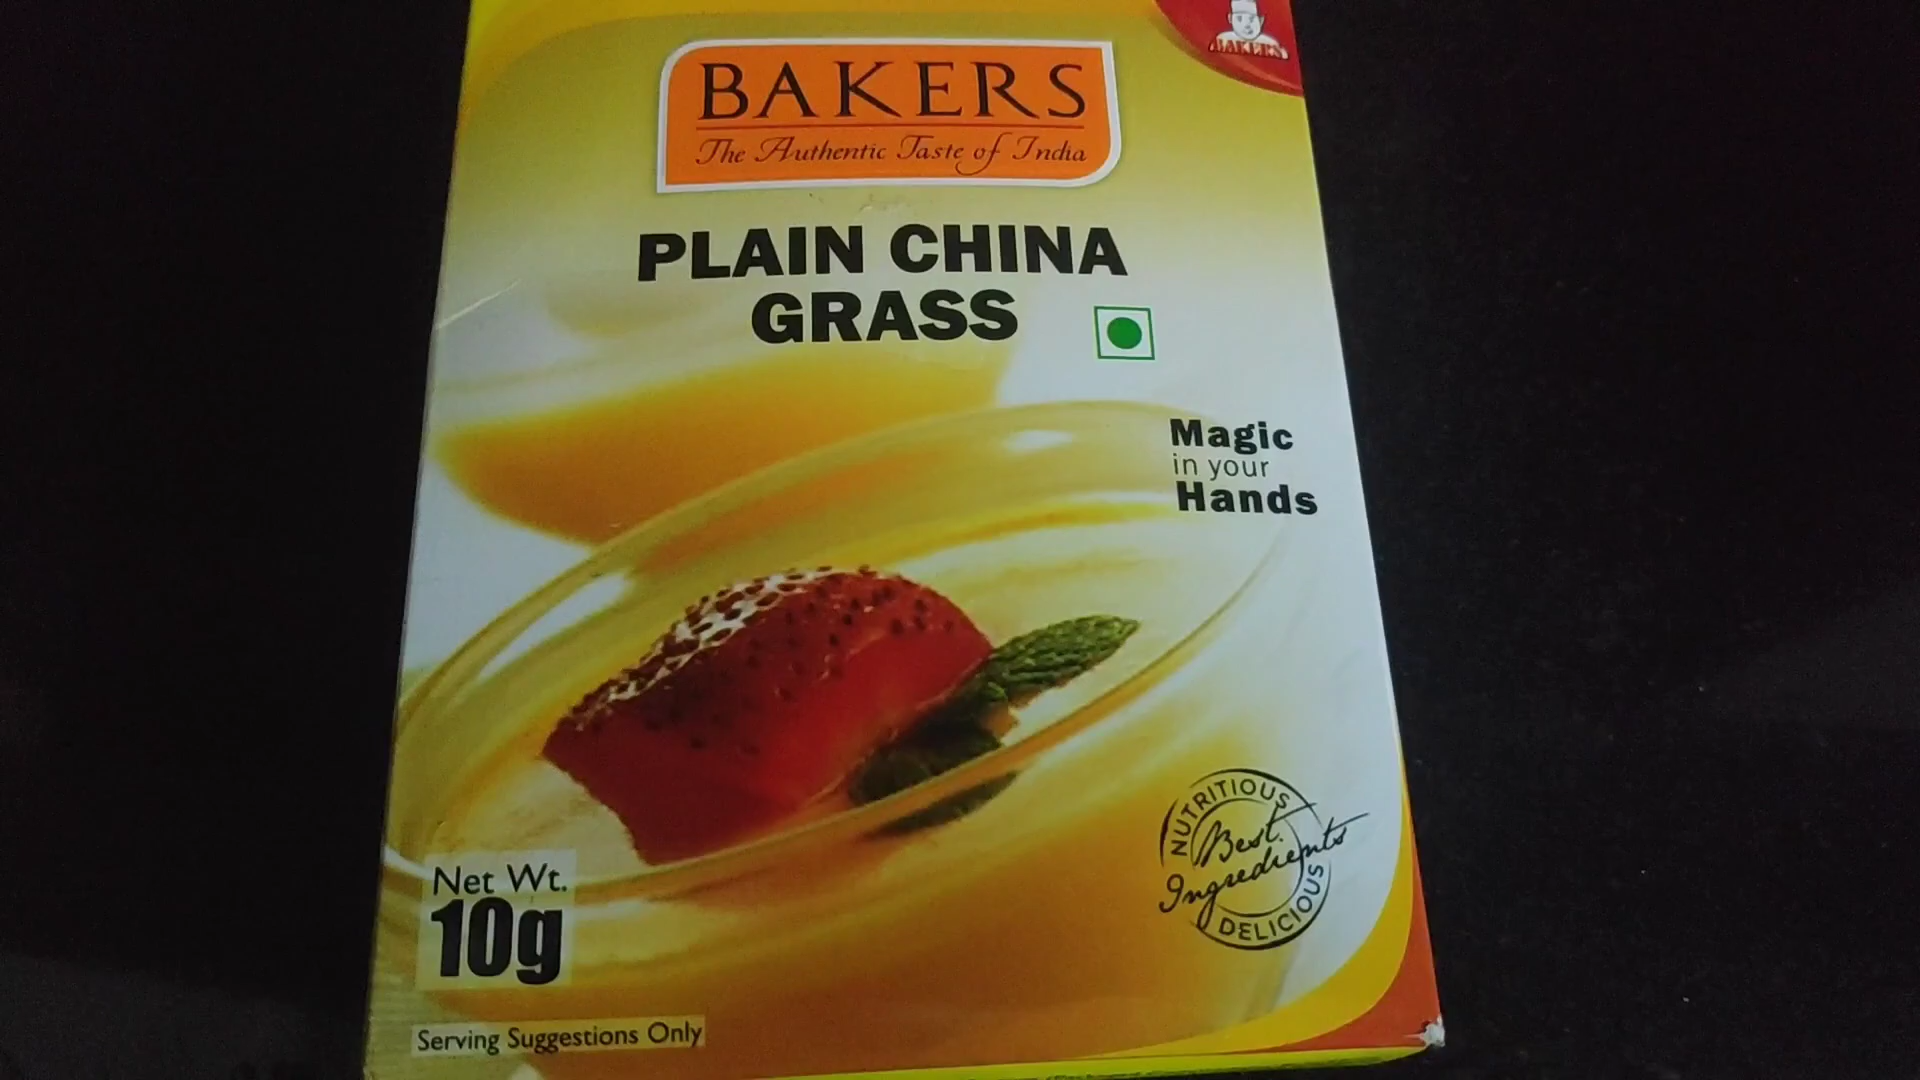 BAKERS
BAKERS
The Authentic Taste of India
PLAIN CHINA
GRASS
Magic
in your
Hands
NUTRITIOUS
Best
Ingredients
DELICIOUS
Net Wt.
10g
Serving Suggestions Only